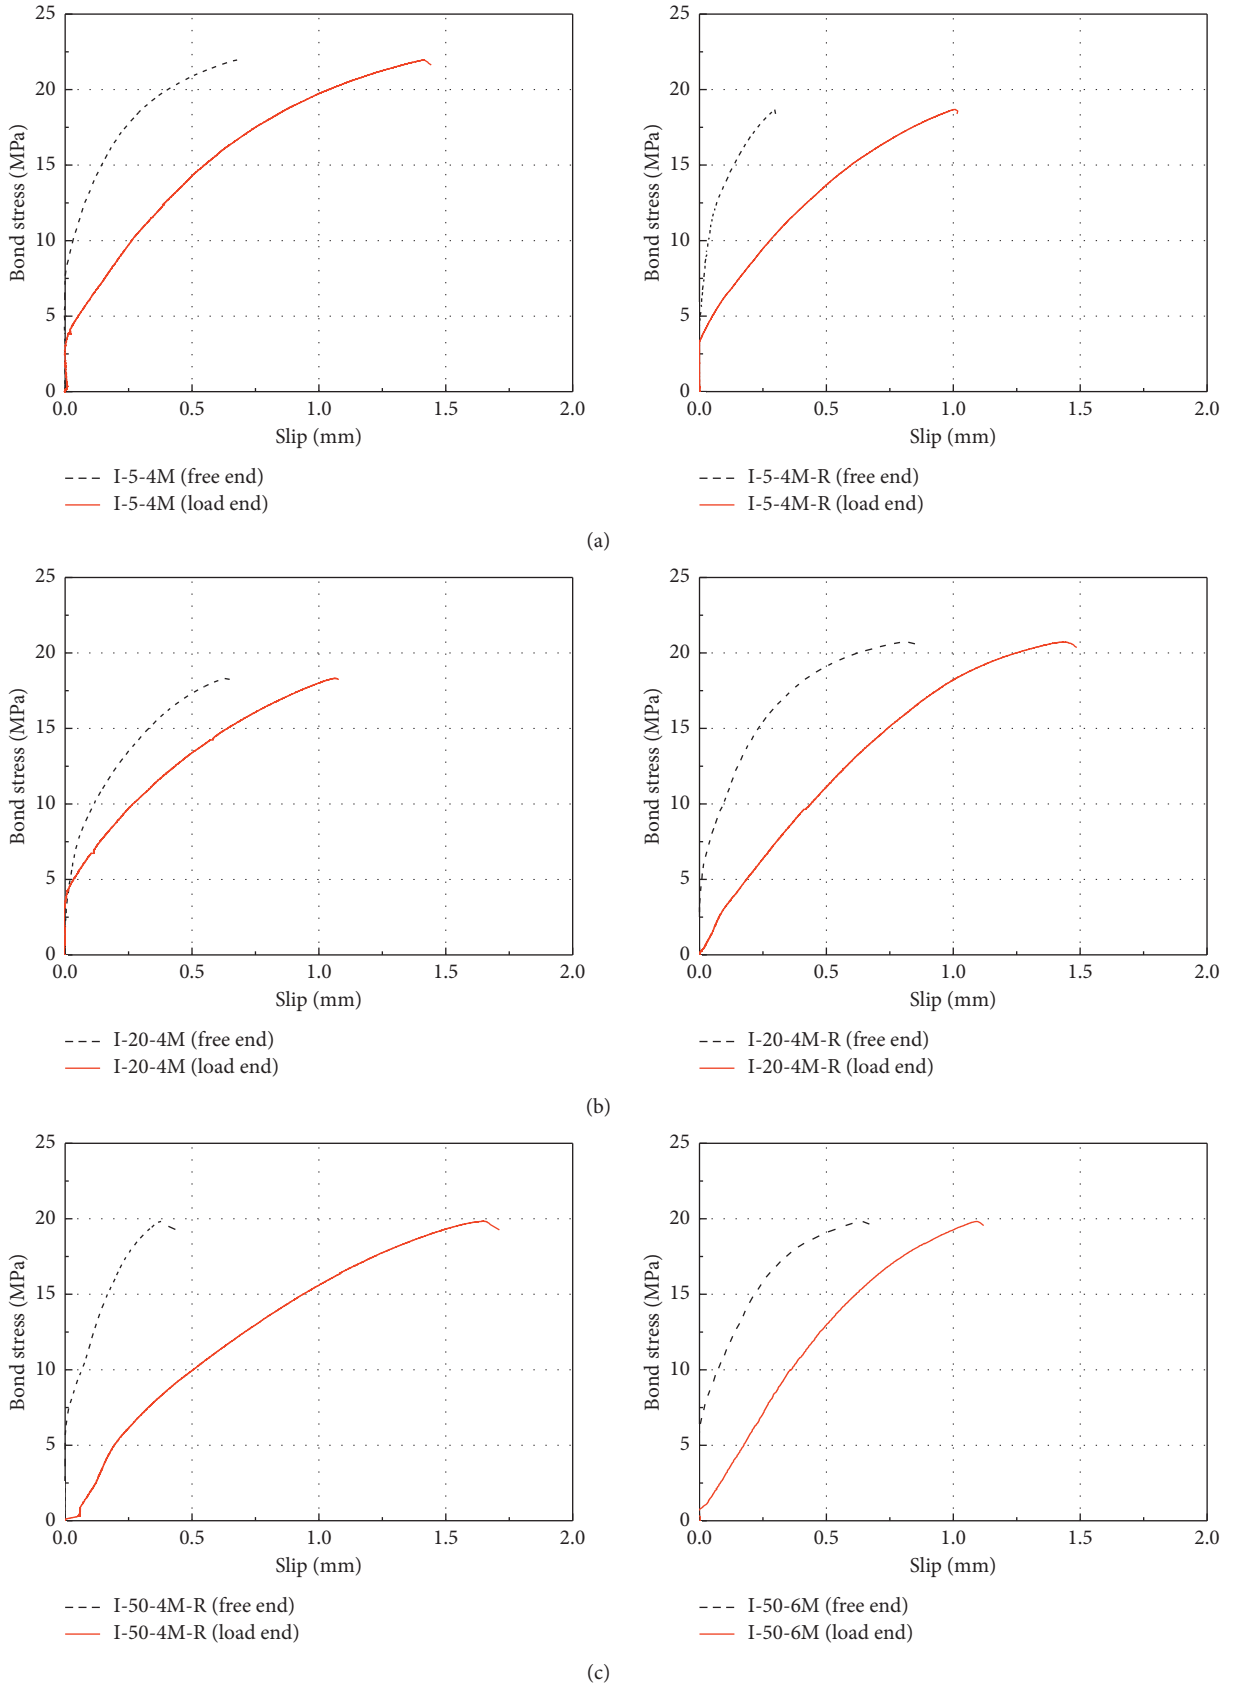 25
20
15
10
5
0
Bond stress (MPa)
0.0 0.5 1.0 1.5 2.0
Slip (mm)
I-5-4M (free end)
I-5-4M (load end)
25
20
15
10
5
0
Bond stress (MPa)
0.0 0.5 1.0 1.5 2.0
Slip (mm)
I-5-4M-R (free end)
I-5-4M-R (load end)
(a)
25
20
15
10
5
0
Bond stress (MPa)
0.0 0.5 1.0 1.5 2.0
Slip (mm)
I-20-4M (free end)
I-20-4M (load end)
25
20
15
10
5
0
Bond stress (MPa)
0.0 0.5 1.0 1.5 2.0
Slip (mm)
I-20-4M-R (free end)
I-20-4M-R (load end)
(b)
25
20
15
10
5
0
Bond stress (MPa)
0.0 0.5 1.0 1.5 2.0
Slip (mm)
I-50-4M-R (free end)
I-50-4M-R (load end)
25
20
15
10
5
0
Bond stress (MPa)
0.0 0.5 1.0 1.5 2.0
Slip (mm)
I-50-6M (free end)
I-50-6M (load end)
(c)